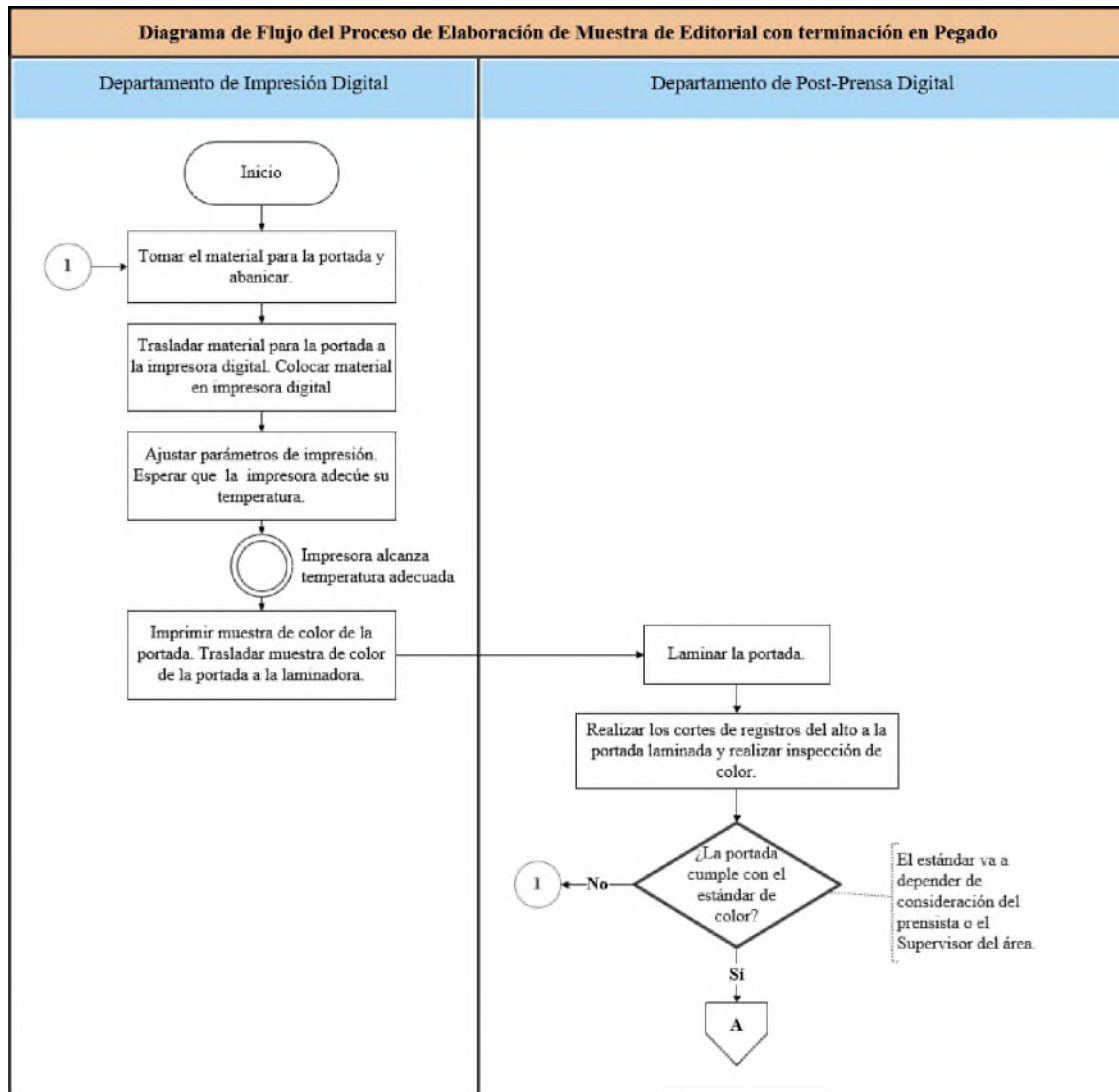 Diagrama de Flujo del Proceso de Elaboración de Muestra de Editorial con terminación en Pegado
Departamento de Impresión Digital
Departamento de Post-Prensa Digital
Inicio
1
Tomar el material para la portada y
abanicar.
Trasladar material para la portada a
la impresora digital. Colocar material
en impresora digital
Ajustar parámetros de impresión.
Esperar que la impresora adecúe su
temperatura.
Impresora alcanza
temperatura adecuada
Imprimir muestra de color de la
portada. Trasladar muestra de color
de la portada a la laminadora.
Laminar la portada.
Realizar los cortes de registros del alto a la
portada laminada y realizar inspección de
color.
¿La portada
cumple con el
estándar de
color?
No
1
El estándar va a
depender de
consideración del
prensista o el
Supervisor del área.
Sí
A